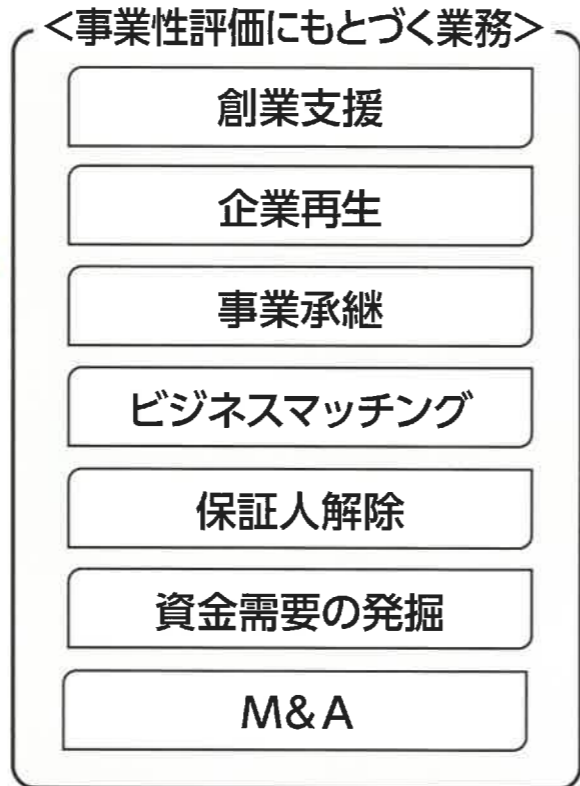 <事業性評価にもとづく業務>
創業支援
企業再生
事業承継
ビジネスマッチング
保証人解除
資金需要の発掘
M&A